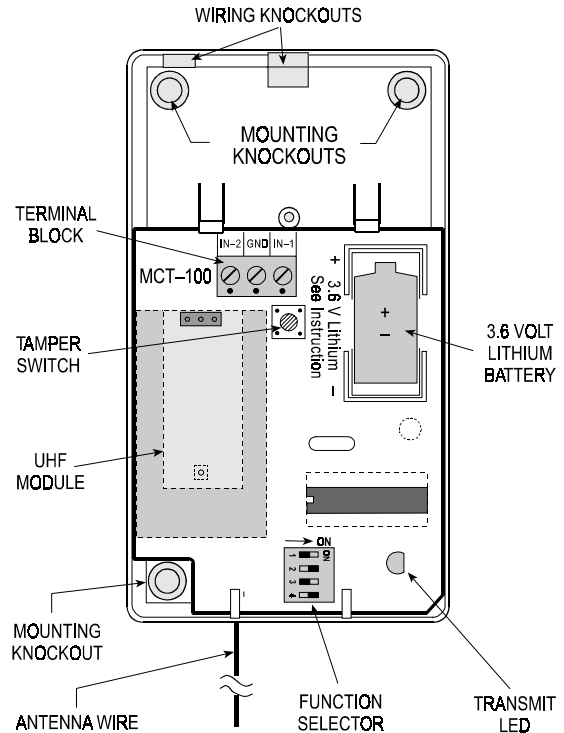 WIRING KNOCKOUTS
MOUNTING
KNOCKOUTS
TERMINAL
BLOCK
IN–2 GND IN–1
MCT–100
+ 3.6 V Lithium –
See Instruction
+
–
TAMPER
SWITCH
3.6 VOLT
LITHIUM
BATTERY
UHF
MODULE
ON
ON
1
2
3
4
MOUNTING
KNOCKOUT
ANTENNA WIRE
FUNCTION
SELECTOR
TRANSMIT
LED